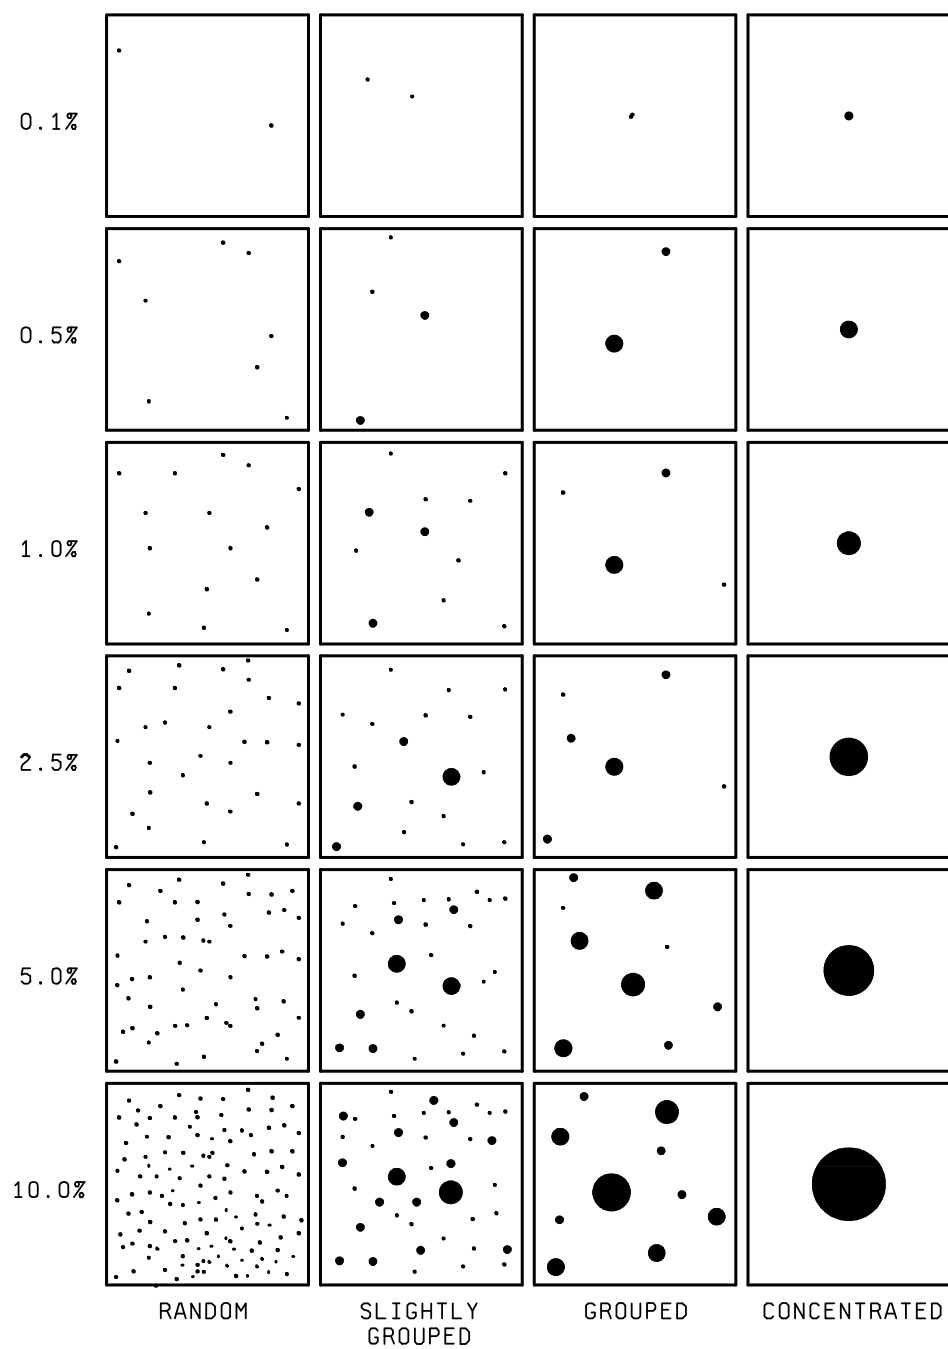 0.1%
0.5%
1.0%
2.5%
5.0%
10.0%
RANDOM
SLIGHTLY
GROUPED
GROUPED
CONCENTRATED